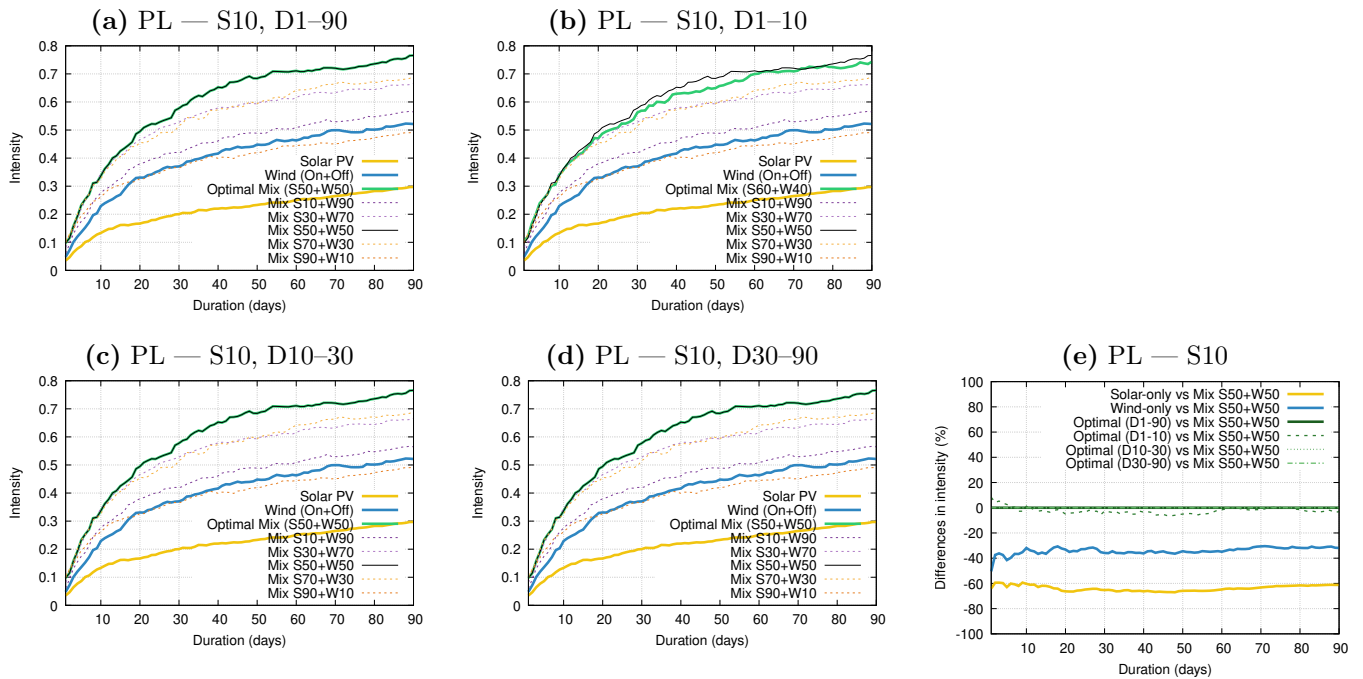 (a) PL — S10, D1–90
0.8
0.7
0.6
0.5
0.4
0.3
0.2
0.1
0
Intensity
Solar PV
Wind (On+Off)
Optimal Mix (S50+W50)
Mix S10+W90
Mix S30+W70
Mix S50+W50
Mix S70+W30
Mix S90+W10
10 20 30 40 50 60 70 80 90
Duration (days)
(b) PL — S10, D1–10
0.8
0.7
0.6
0.5
0.4
0.3
0.2
0.1
0
Intensity
Solar PV
Wind (On+Off)
Optimal Mix (S60+W40)
Mix S10+W90
Mix S30+W70
Mix S50+W50
Mix S70+W30
Mix S90+W10
10 20 30 40 50 60 70 80 90
Duration (days)
(c) PL — S10, D10–30
0.8
0.7
0.6
0.5
0.4
0.3
0.2
0.1
0
Intensity
Solar PV
Wind (On+Off)
Optimal Mix (S50+W50)
Mix S10+W90
Mix S30+W70
Mix S50+W50
Mix S70+W30
Mix S90+W10
10 20 30 40 50 60 70 80 90
Duration (days)
(d) PL — S10, D30–90
0.8
0.7
0.6
0.5
0.4
0.3
0.2
0.1
0
Intensity
Solar PV
Wind (On+Off)
Optimal Mix (S50+W50)
Mix S10+W90
Mix S30+W70
Mix S50+W50
Mix S70+W30
Mix S90+W10
10 20 30 40 50 60 70 80 90
Duration (days)
(e) PL — S10
100
80
60
40
20
0
-20
-40
-60
-80
-100
Differences in intensity (%)
Solar-only vs Mix S50+W50
Wind-only vs Mix S50+W50
Optimal (D1-90) vs Mix S50+W50
Optimal (D1-10) vs Mix S50+W50
Optimal (D10-30) vs Mix S50+W50
Optimal (D30-90) vs Mix S50+W50
10 20 30 40 50 60 70 80 90
Duration (days)